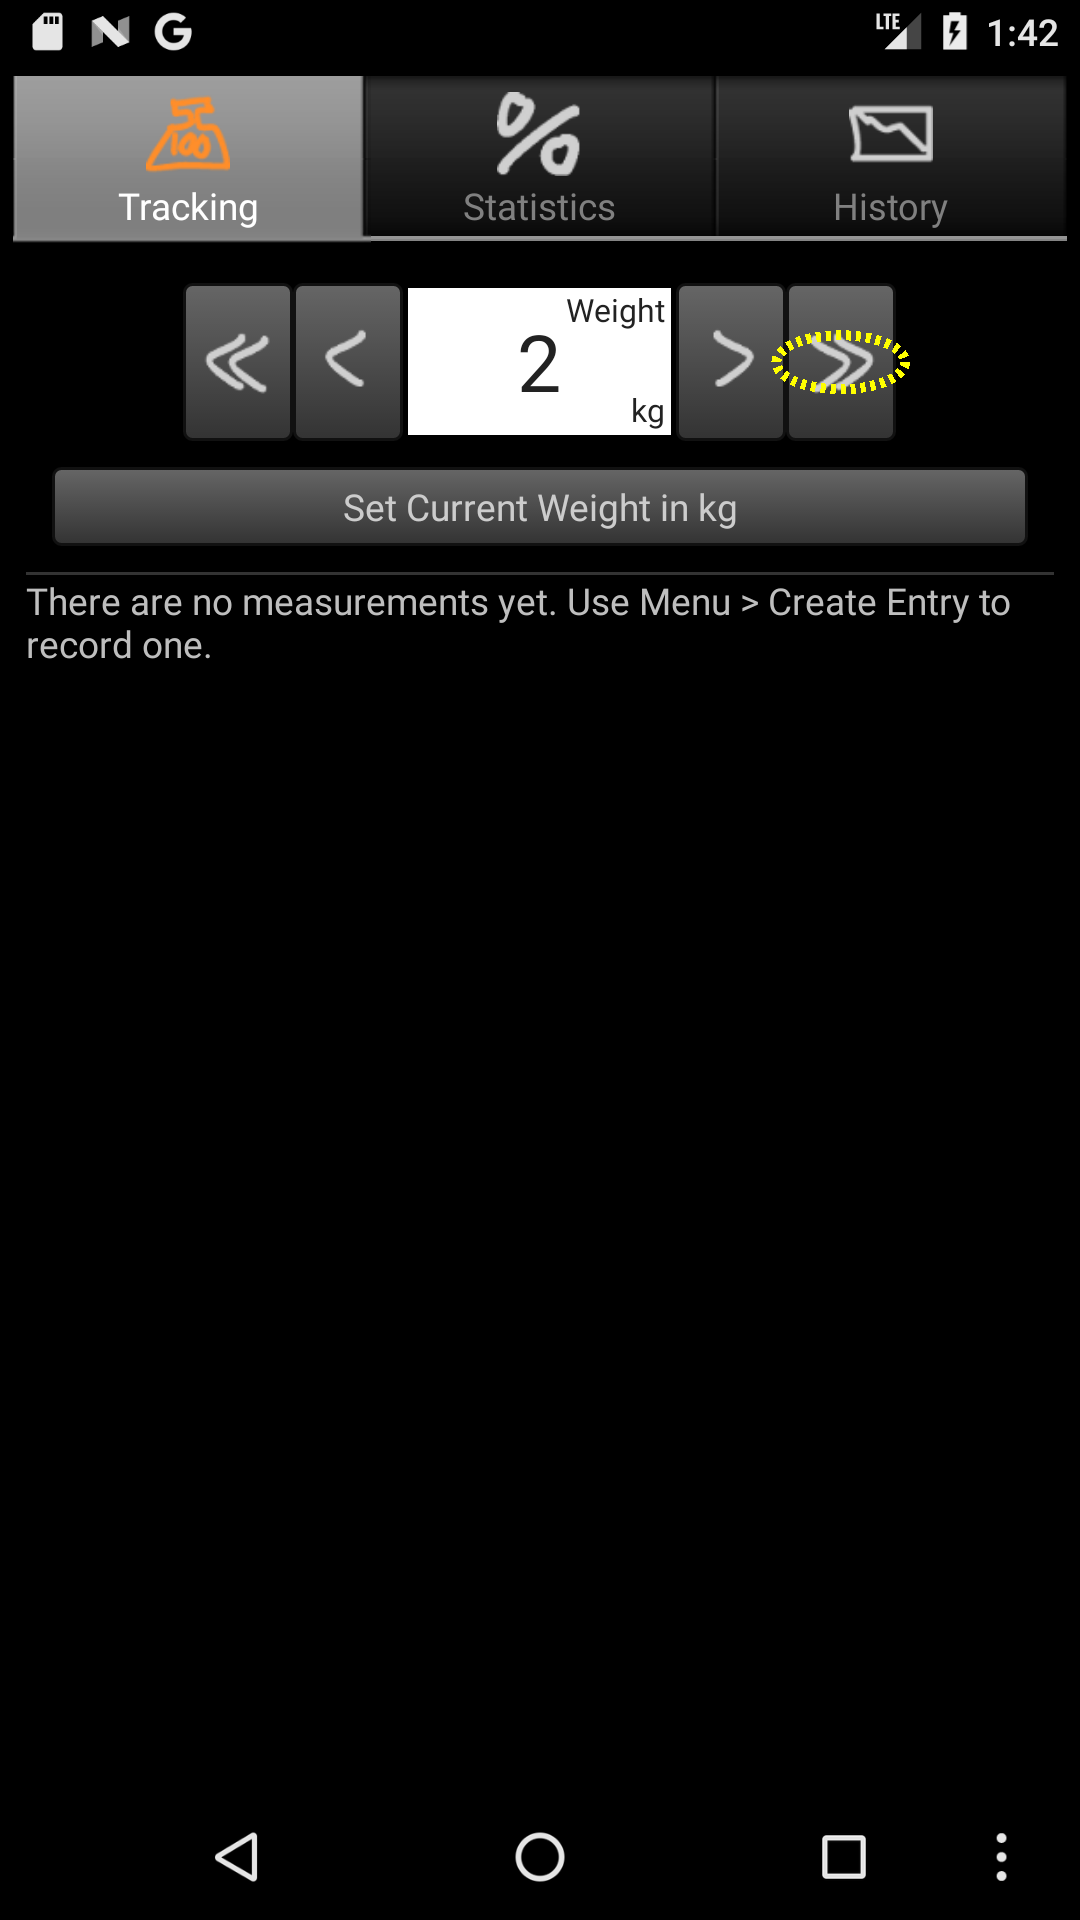 LTE 1:42
100
Tracking Statistics History
Weight
2
kg
Set Current Weight in kg
There are no measurements yet. Use Menu > Create Entry to
record one.